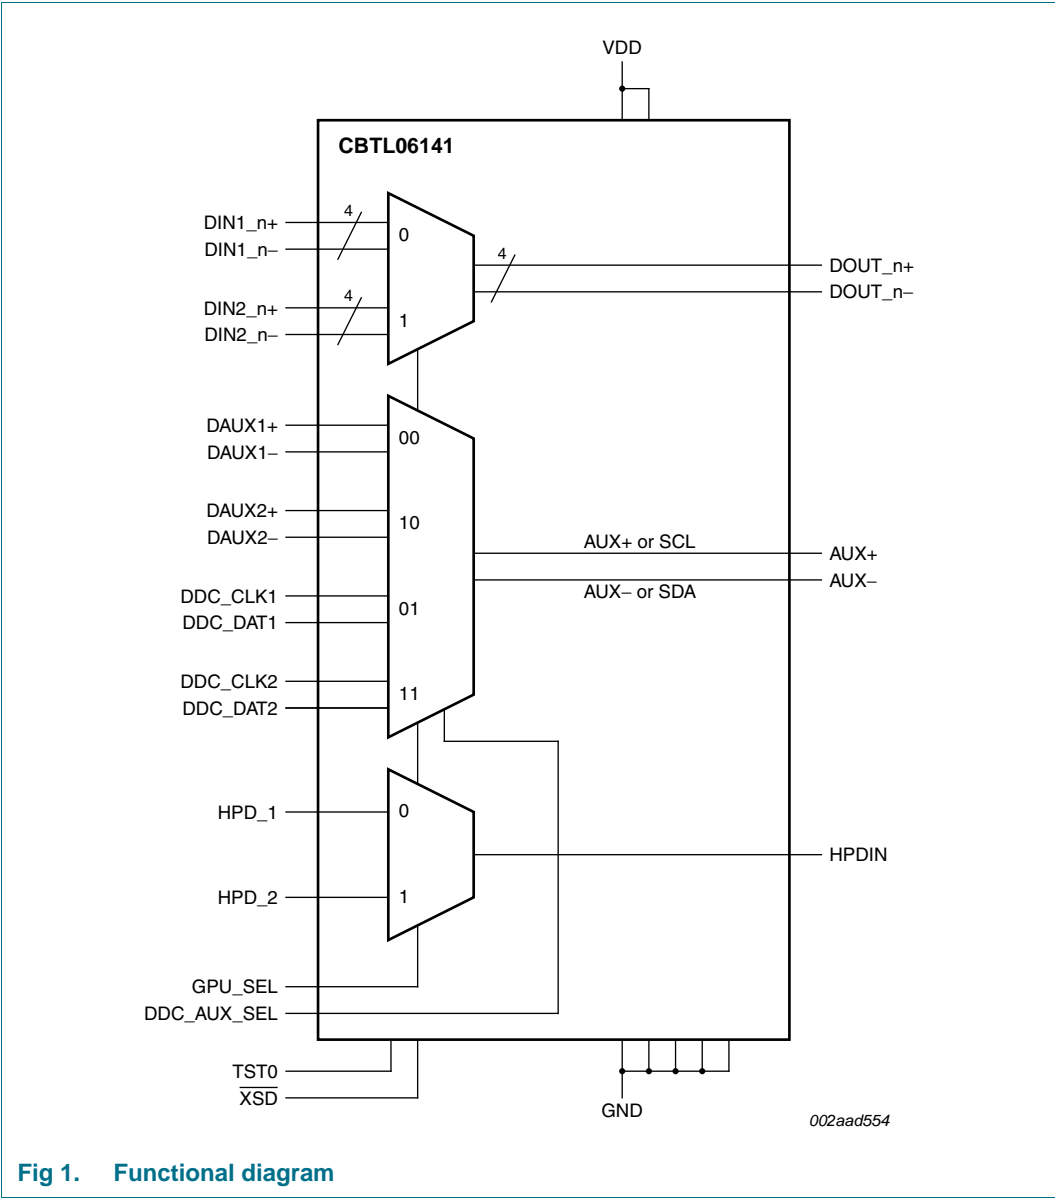 VDD
CBTL06141
DIN1_n+
4
0
DIN1_n−
4
DOUT_n+
DOUT_n−
DIN2_n+
4
1
DIN2_n−
DAUX1+
00
DAUX1−
DAUX2+
10
DAUX2−
AUX+ or SCL
AUX+
AUX− or SDA
AUX−
DDC_CLK1
01
DDC_DAT1
DDC_CLK2
11
DDC_DAT2
HPD_1
0
HPDIN
HPD_2
1
GPU_SEL
DDC_AUX_SEL
TST0
XSD
GND
002aad554
Fig 1. Functional diagram